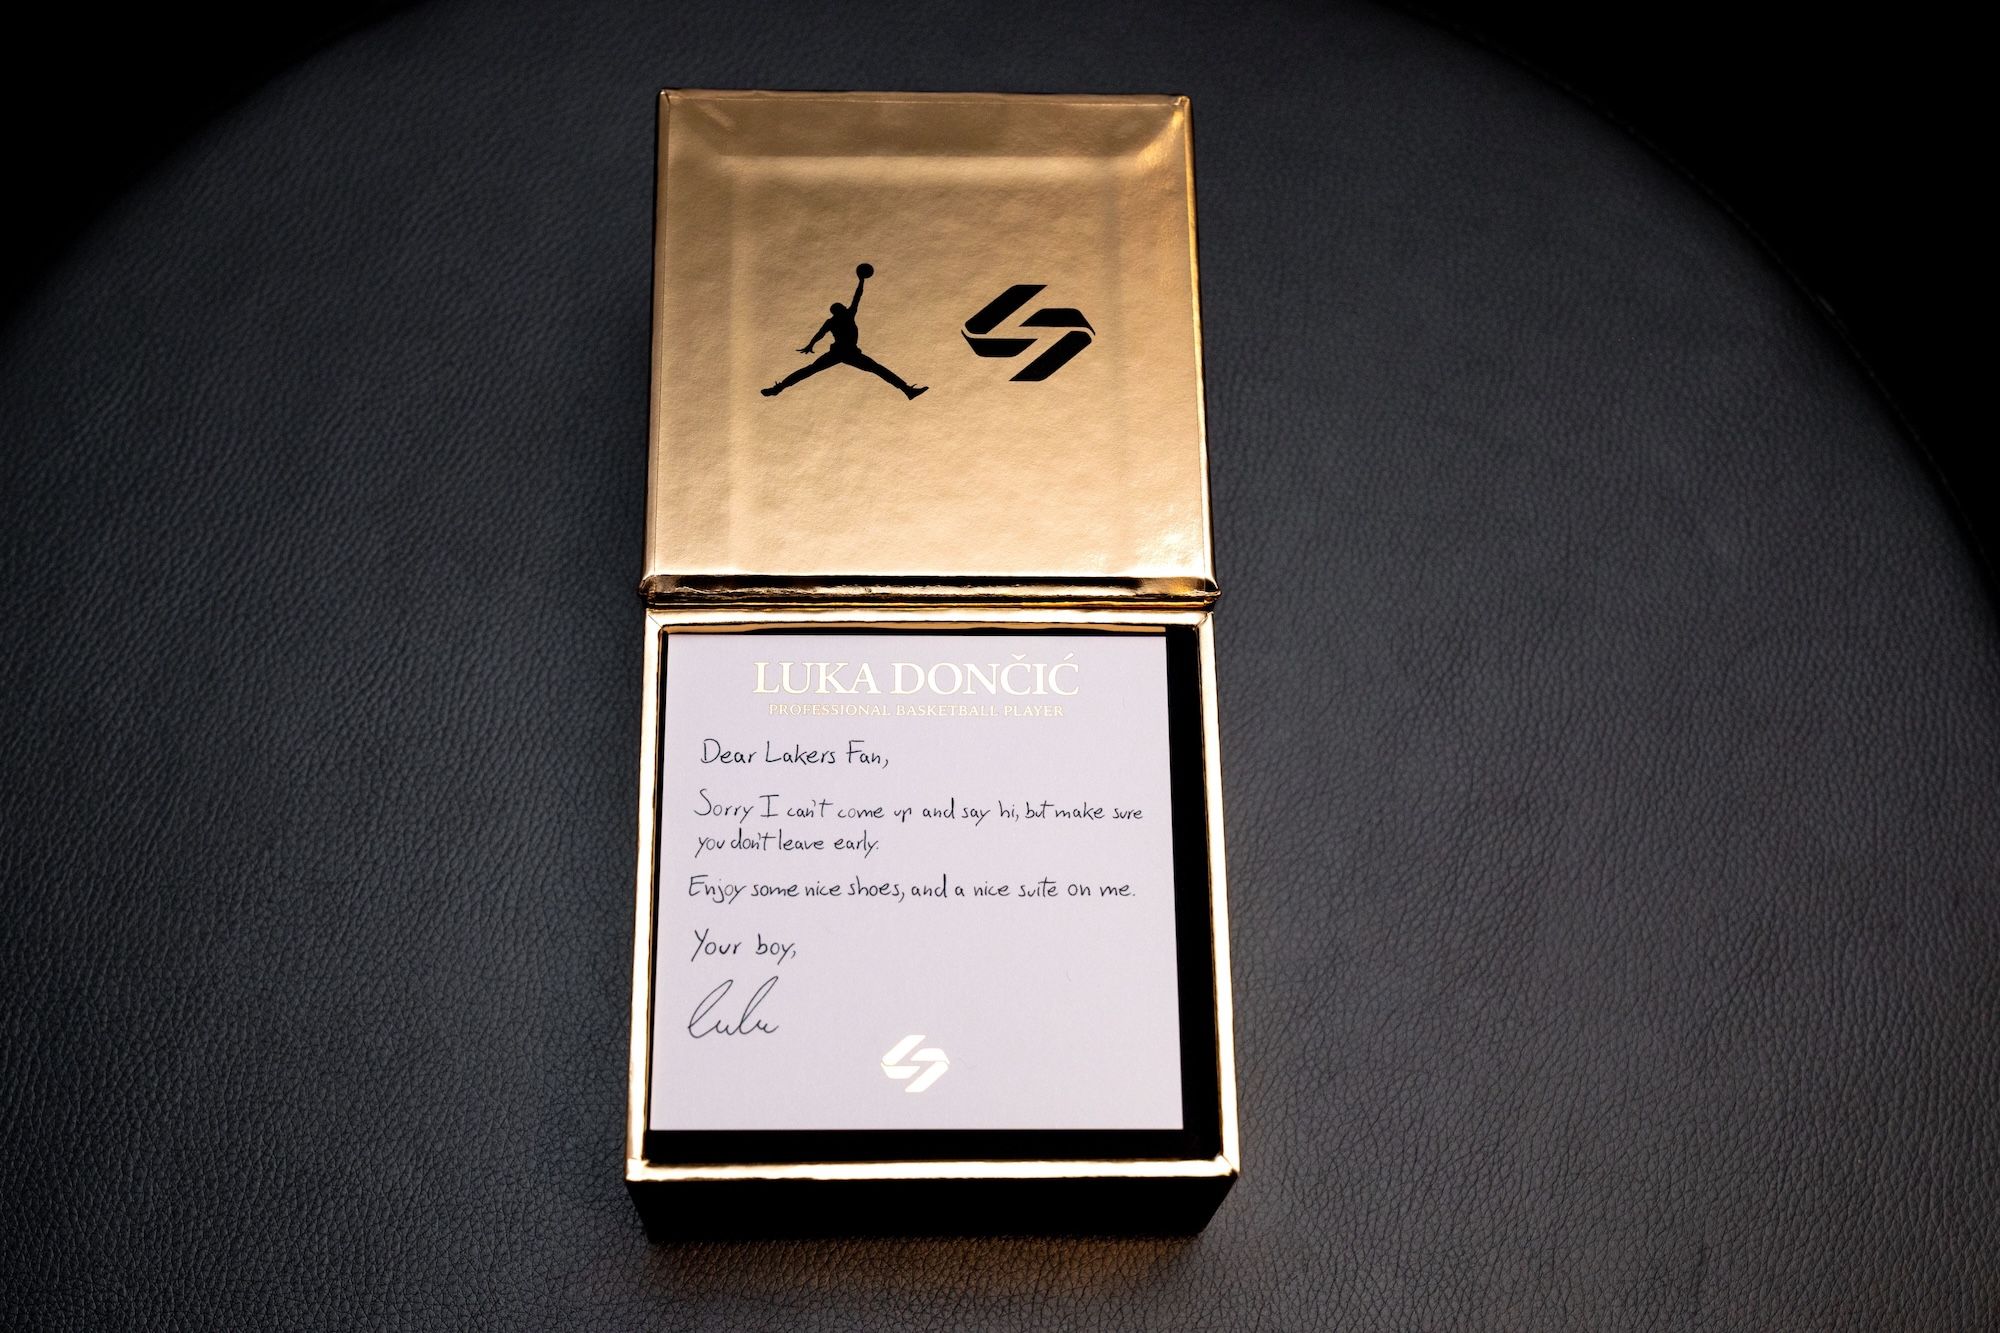 LUKA DONČIĆ
PROFESSIONAL BASKETBALL PLAYER
Dear Lakers Fan,
Sorry I can't come up and say hi, but make sure
you don't leave early.
Enjoy some nice shoes, and a nice suite on me.
Your boy,
lulu